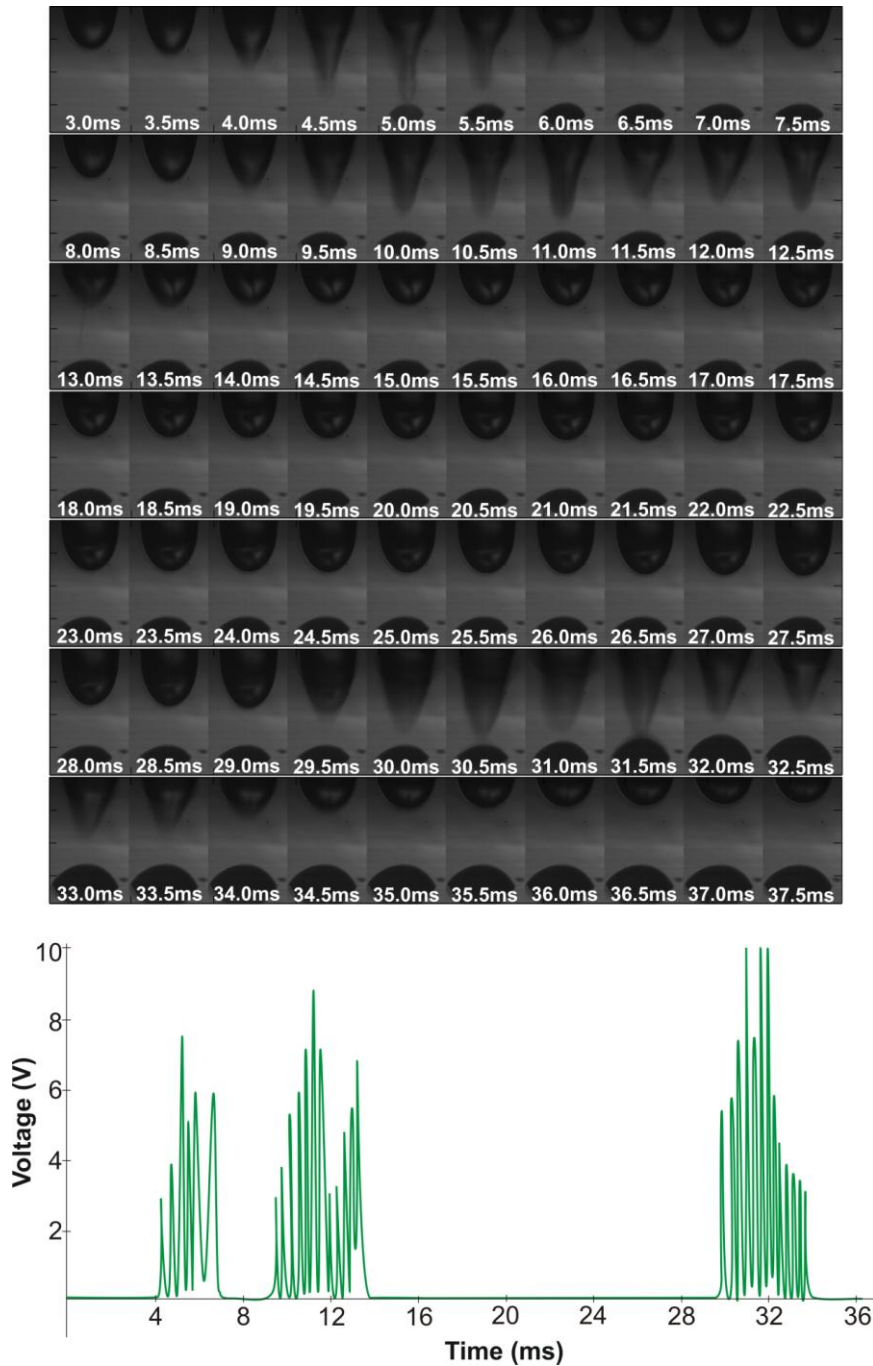 3.0ms 3.5ms 4.0ms 4.5ms 5.0ms 5.5ms 6.0ms 6.5ms 7.0ms 7.5ms
8.0ms 8.5ms 9.0ms 9.5ms 10.0ms 10.5ms 11.0ms 11.5ms 12.0ms 12.5ms
13.0ms 13.5ms 14.0ms 14.5ms 15.0ms 15.5ms 16.0ms 16.5ms 17.0ms 17.5ms
18.0ms 18.5ms 19.0ms 19.5ms 20.0ms 20.5ms 21.0ms 21.5ms 22.0ms 22.5ms
23.0ms 23.5ms 24.0ms 24.5ms 25.0ms 25.5ms 26.0ms 26.5ms 27.0ms 27.5ms
28.0ms 28.5ms 29.0ms 29.5ms 30.0ms 30.5ms 31.0ms 31.5ms 32.0ms 32.5ms
33.0ms 33.5ms 34.0ms 34.5ms 35.0ms 35.5ms 36.0ms 36.5ms 37.0ms 37.5ms
10
8
6
4
2
Voltage (V)
4 8 12 16 20 24 28 32 36
Time (ms)